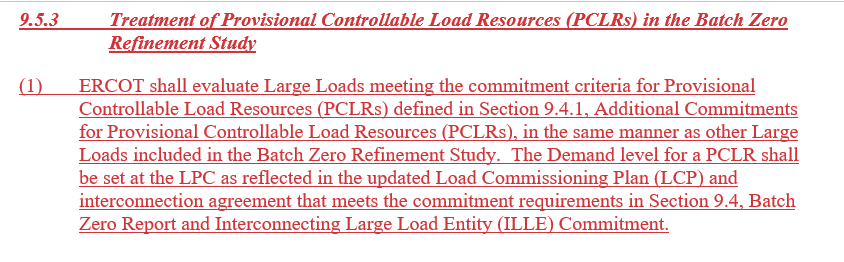 9.5.3 Treatment of Provisional Controllable Load Resources (PCLRs) in the Batch Zero
Refinement Study
(1) ERCOT shall evaluate Large Loads meeting the commitment criteria for Provisional
Controllable Load Resources (PCLRs) defined in Section 9.4.1, Additional Commitments
for Provisional Controllable Load Resources (PCLRs), in the same manner as other Large
Loads included in the Batch Zero Refinement Study. The Demand level for a PCLR shall
be set at the LPC as reflected in the updated Load Commissioning Plan (LCP) and
interconnection agreement that meets the commitment requirements in Section 9.4, Batch
Zero Report and Interconnecting Large Load Entity (ILLE) Commitment.